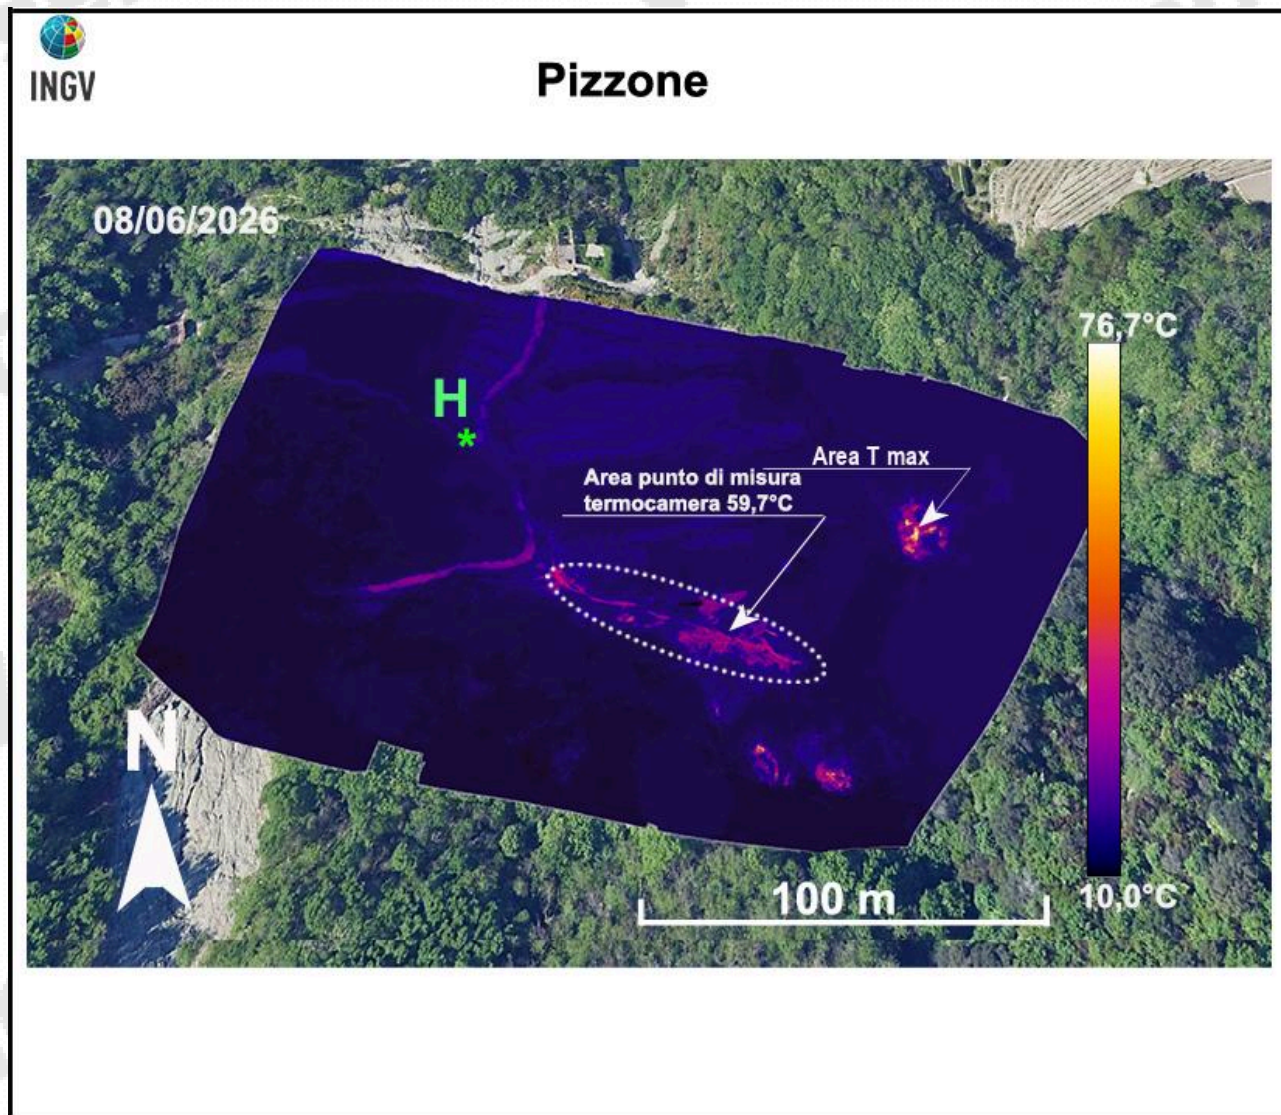 INGV
Pizzone
08/06/2026
76,7°C
H
*
Area T max
Area punto di misura
termocamera 59,7°C
N
100 m
10,0°C